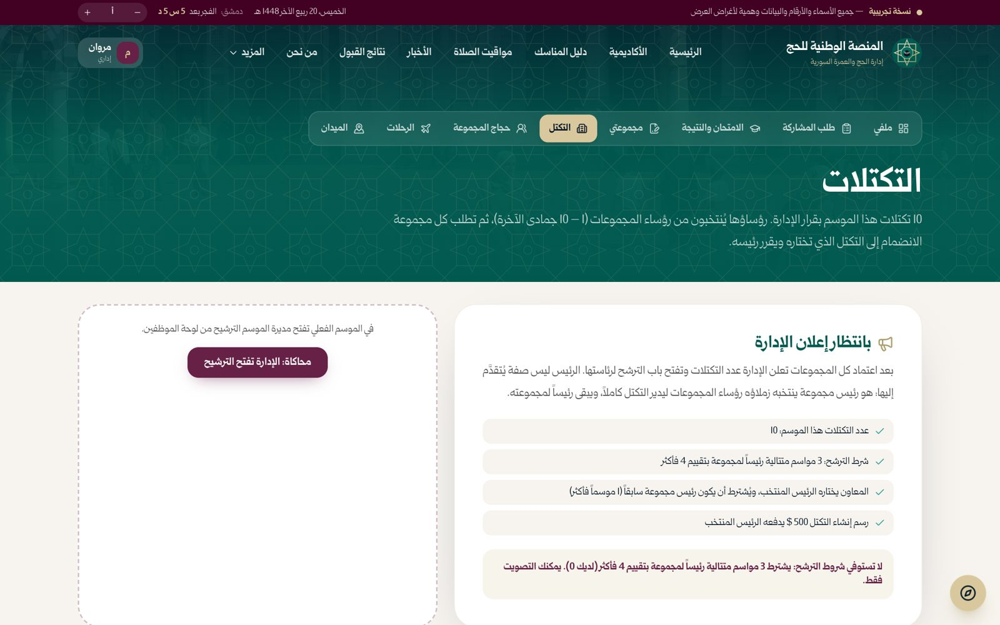 نسخة تجريبية — جميع الأسماء والأرقام والبيانات وهمية لأغراض العرض
الخميس، 20 ربيع الآخر 1448 هـ
دمشق: الفجر بعد 5 س 5 د
– أ +
المنصة الوطنية للحج
إدارة الحج والعمرة السورية
الرئيسية
الأكاديمية
دليل المناسك
مواقيت الصلاة
الأخبار
نتائج القبول
من نحن
المزيد
م
مروان
إداري
ملفي
طلب المشاركة
الامتحان والنتيجة
مجموعتي
التكتل
حجاج المجموعة
الرحلات
الميدان
التكتلات
10 تكتلات هذا الموسم بقرار الإدارة. رؤساؤها يُنتخبون من رؤساء المجموعات (1 – 10 جمادى الآخرة)، ثم تطلب كل مجموعة
الانضمام إلى التكتل الذي تختاره ويقرر رئيسه.
بانتظار إعلان الإدارة
بعد اعتماد كل المجموعات تعلن الإدارة عدد التكتلات وتفتح باب الترشح لرئاستها. الرئيس ليس صفة يُتقدَّم
إليها: هو رئيس مجموعة ينتخبه زملاؤه رؤساء المجموعات ليدير التكتل كاملاً، ويبقى رئيساً لمجموعته.
عدد التكتلات هذا الموسم: 10
شرط الترشح: 3 مواسم متتالية رئيساً لمجموعة بتقييم 4 فأكثر
المعاون يختاره الرئيس المنتخب، ويُشترط أن يكون رئيس مجموعة سابقاً (1 موسماً فأكثر)
رسم إنشاء التكتل 500 $ يدفعه الرئيس المنتخب
لا تستوفي شروط الترشح: يشترط 3 مواسم متتالية رئيساً لمجموعة بتقييم 4 فأكثر (لديك 0). يمكنك التصويت
فقط.
في الموسم الفعلي تفتح مديرة الموسم الترشيح من لوحة الموظفين.
محاكاة: الإدارة تفتح الترشيح